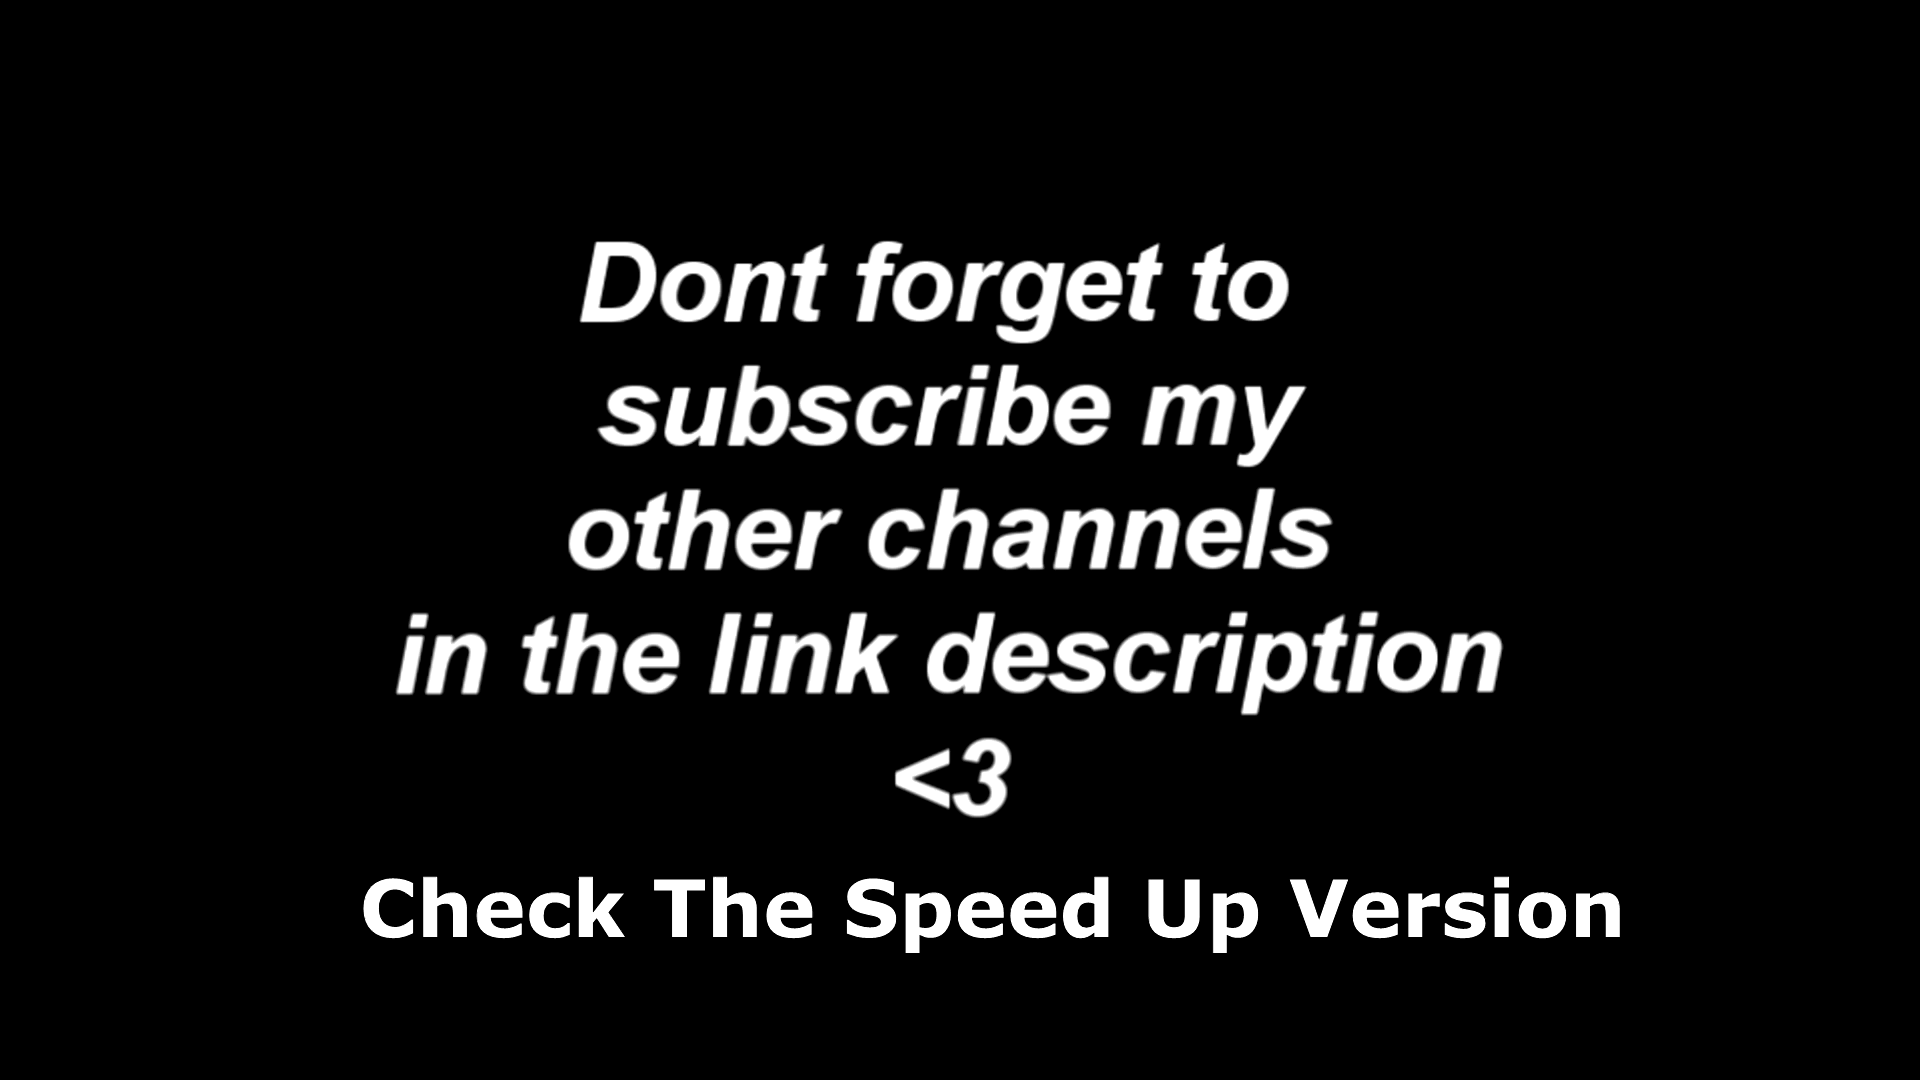 Dont forget to
subscribe my
other channels
in the link description
<3
Check The Speed Up Version